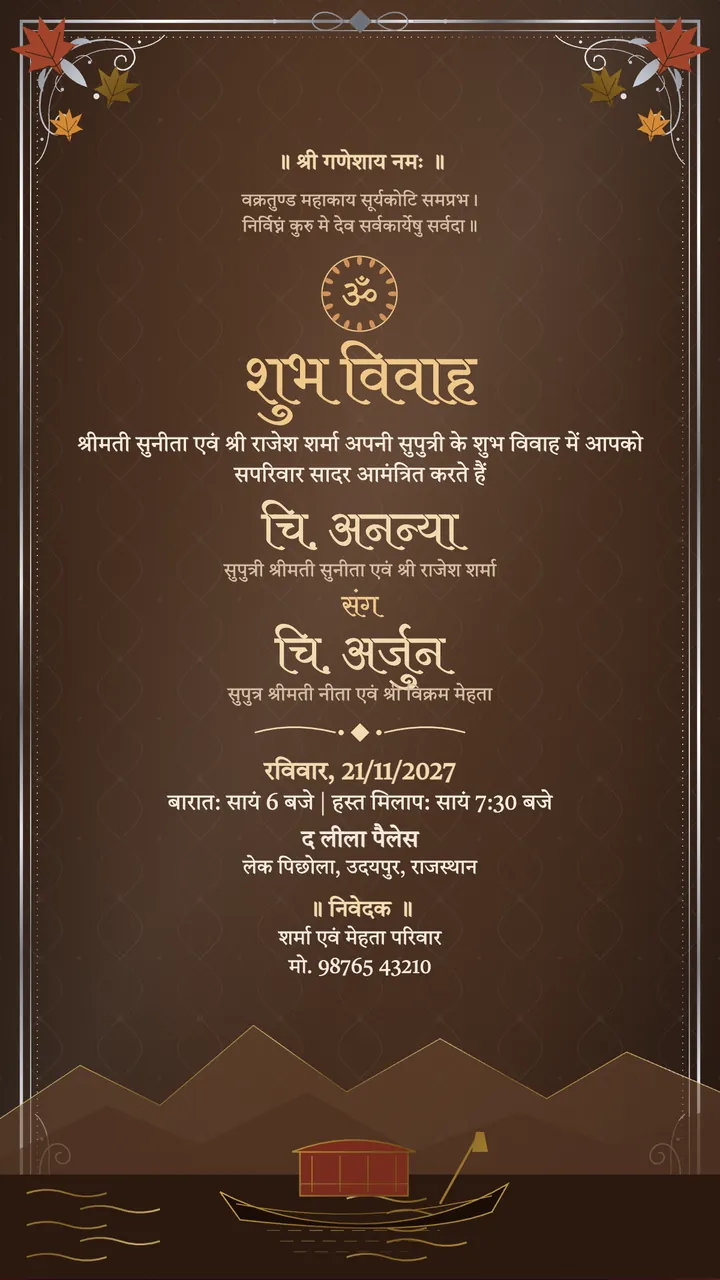 ॥ श्री गणेशाय नमः ॥
वक्रतुण्ड महाकाय सूर्यकोटि समप्रभ।
निर्विघ्नं कुरु मे देव सर्वकार्येषु सर्वदा॥
ॐ
शुभ विवाह
श्रीमती सुनीता एवं श्री राजेश शर्मा अपनी सुपुत्री के शुभ विवाह में आपको
सपरिवार सादर आमंत्रित करते हैं
चि. अनन्या
सुपुत्री श्रीमती सुनीता एवं श्री राजेश शर्मा
संग
चि. अर्जुन
सुपुत्र श्रीमती नीता एवं श्री विक्रम मेहता
रविवार, 21/11/2027
बारात: सायं 6 बजे | हस्त मिलाप: सायं 7:30 बजे
द लीला पैलेस
लेक पिछोला, उदयपुर, राजस्थान
॥ निवेदक ॥
शर्मा एवं मेहता परिवार
मो. 98765 43210